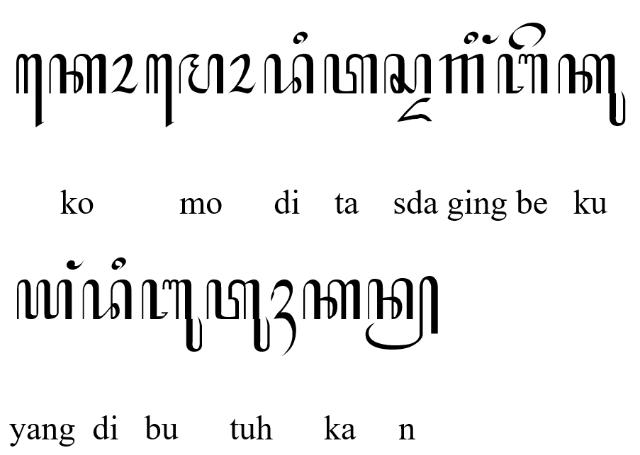 ꦏꦺꦴꦩꦺꦴꦢꦶꦠꦱ꧀ꦢꦒꦶꦁꦧꦼꦏꦸ
ko mo di ta sda ging be ku
ꦪꦁꦢꦶꦧꦸꦠꦸꦃꦏꦤ꧀
yang di bu tuh ka n